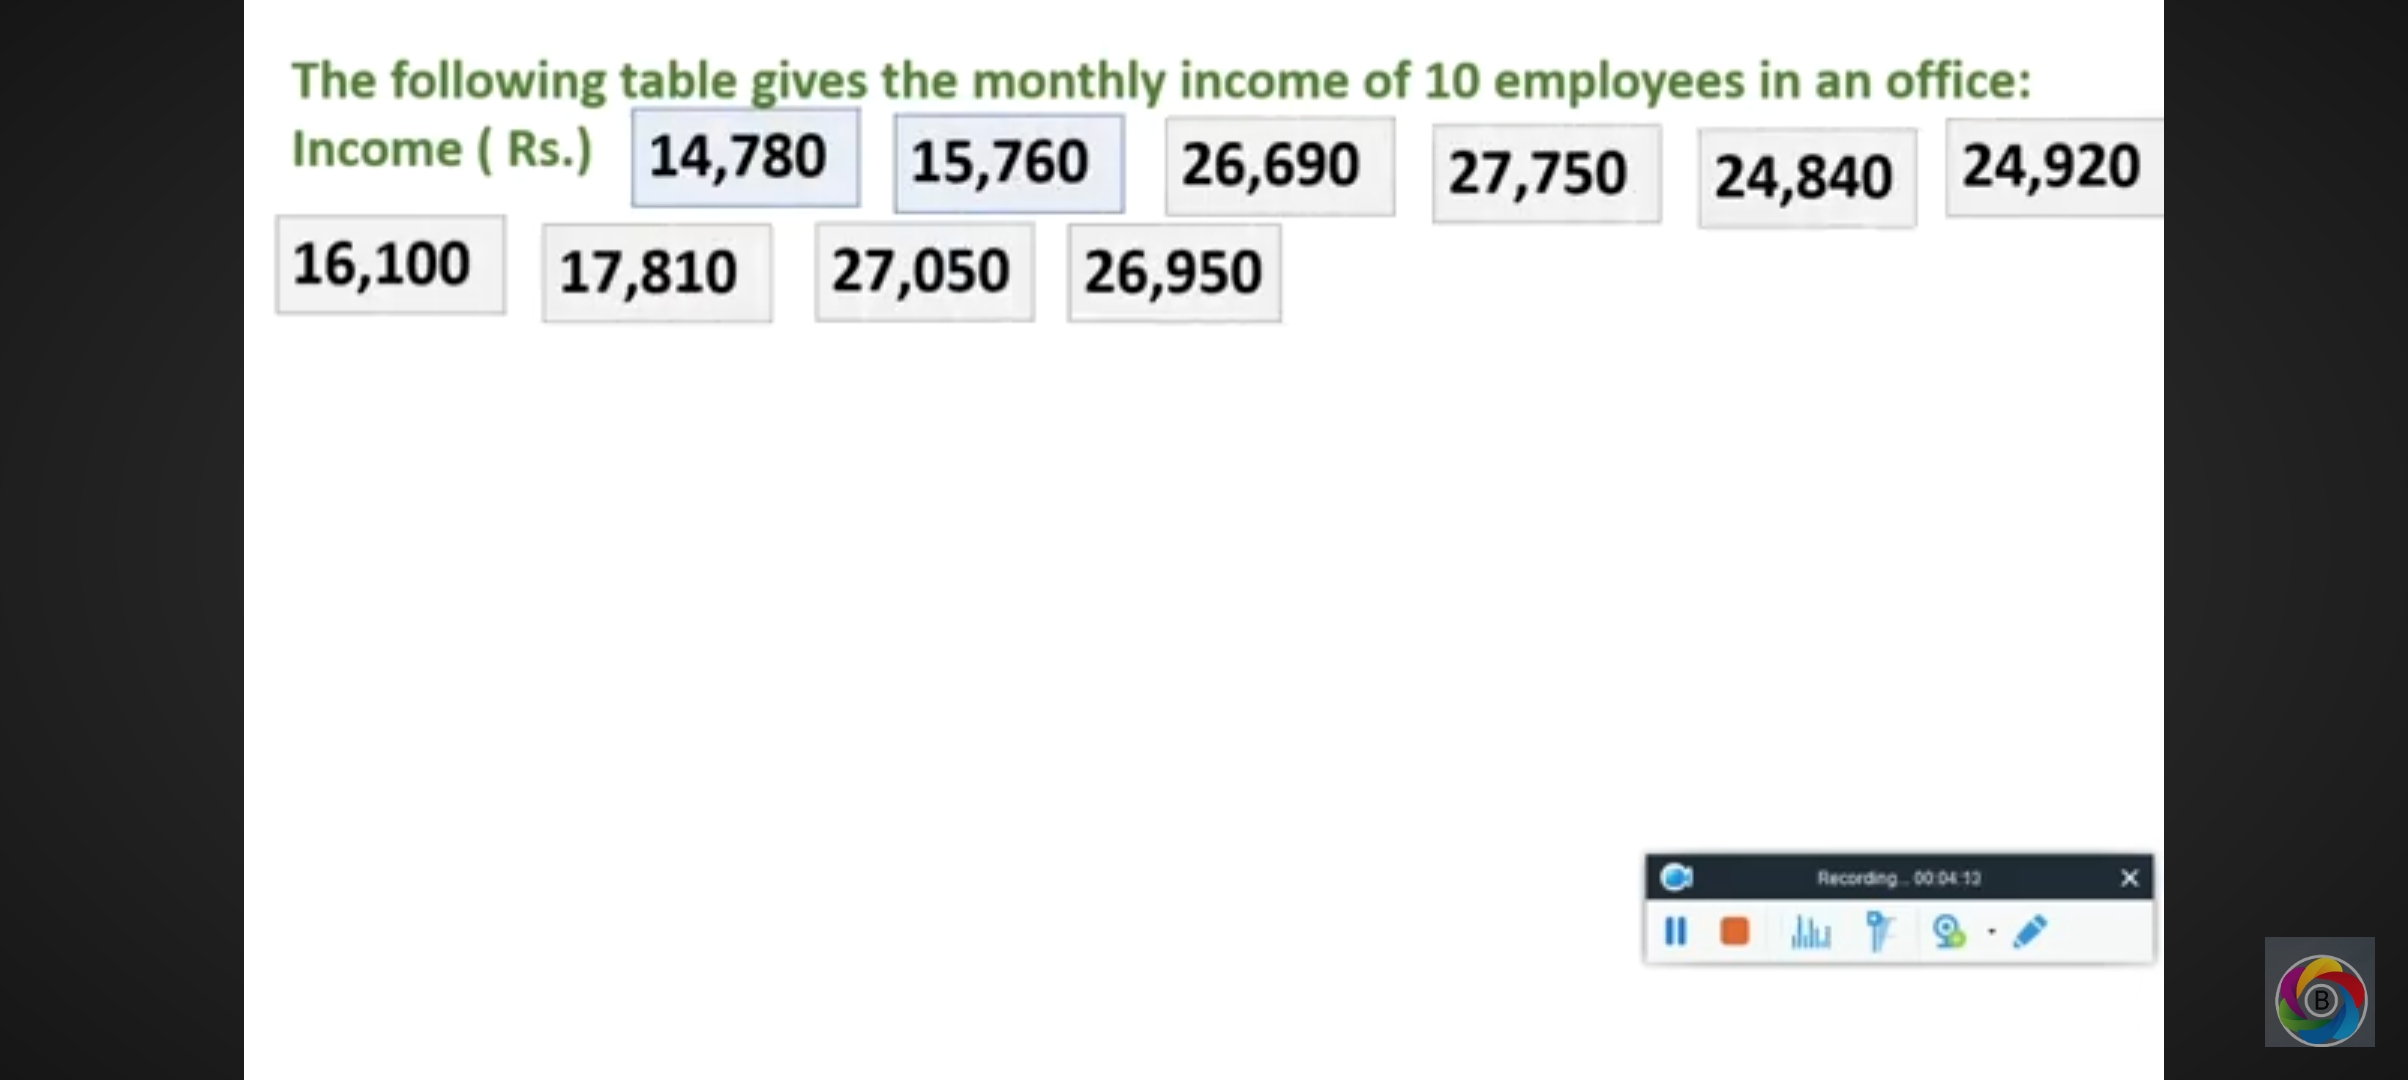 The following table gives the monthly income of 10 employees in an office:
Income ( Rs.) 14,780 15,760 26,690 27,750 24,840 24,920
16,100 17,810 27,050 26,950
Recording... 00:04:13
B